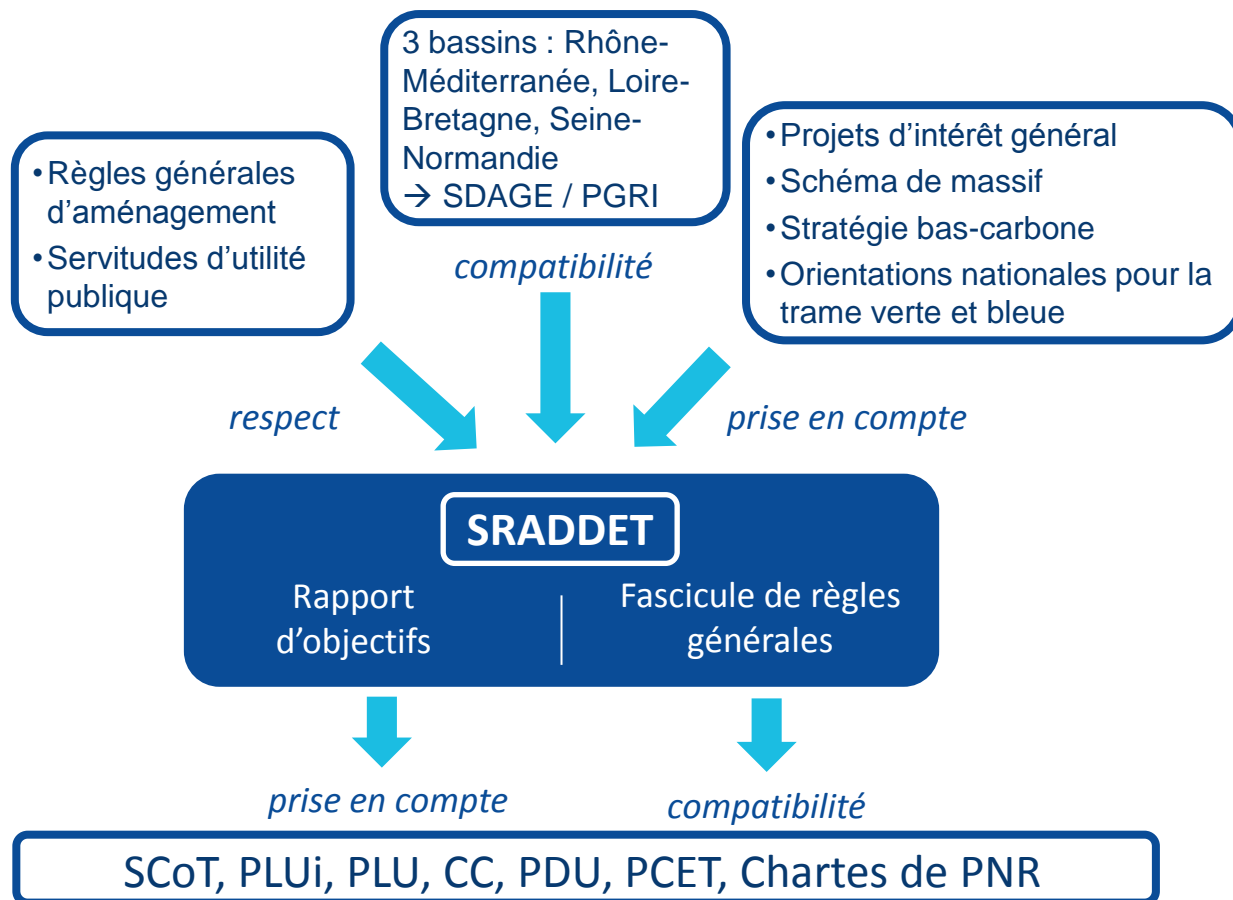 3 bassins : Rhône-
Méditerranée, Loire-
Bretagne, Seine-
Normandie
→ SDAGE / PGRI
•Règles générales
d’aménagement
•Servitudes d’utilité
publique
•Projets d’intérêt général
•Schéma de massif
•Stratégie bas-carbone
•Orientations nationales pour la
trame verte et bleue
compatibilité
respect
prise en compte
SRADDET
Rapport
d’objectifs
Fascicule de règles
générales
prise en compte
compatibilité
SCoT, PLUi, PLU, CC, PDU, PCET, Chartes de PNR